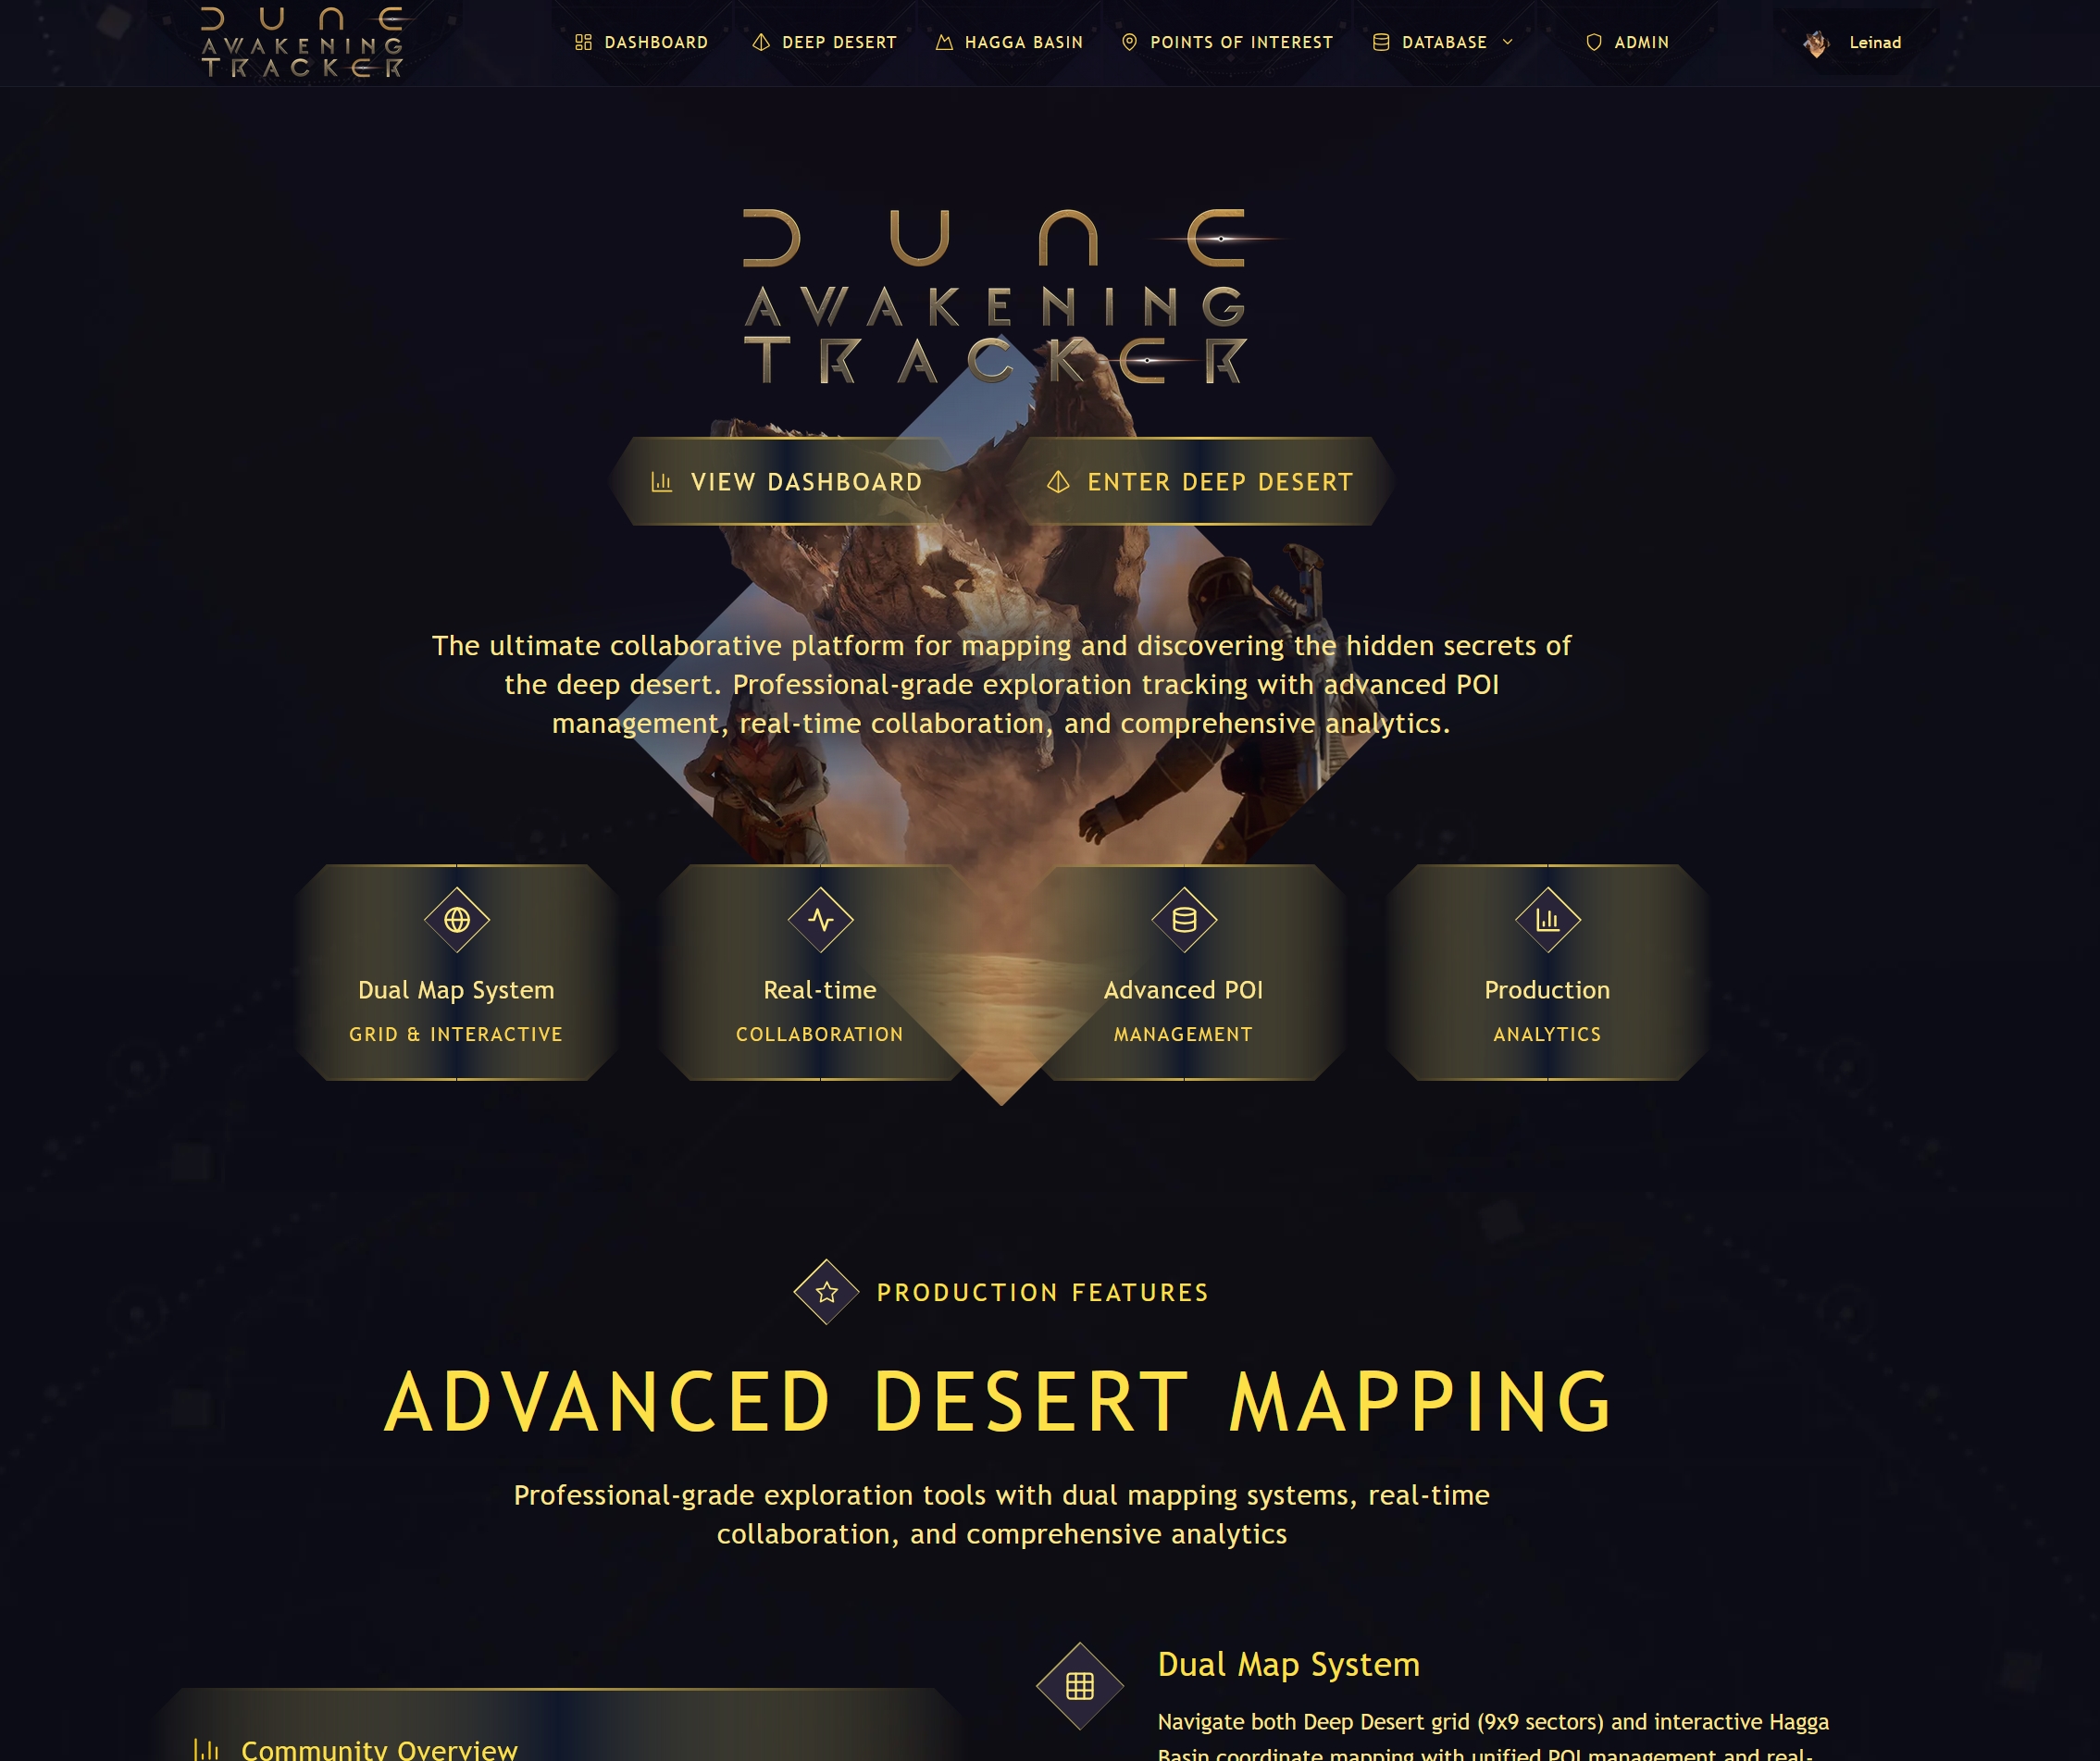 DUNE
AWAKENING
TRACKER
DASHBOARD
DEEP DESERT
HAGGA BASIN
POINTS OF INTEREST
DATABASE
ADMIN
Leinad
DUNE
AWAKENING
TRACKER
VIEW DASHBOARD
ENTER DEEP DESERT
The ultimate collaborative platform for mapping and discovering the hidden secrets of
the deep desert. Professional-grade exploration tracking with advanced POI
management, real-time collaboration, and comprehensive analytics.
Dual Map System
GRID & INTERACTIVE
Real-time
COLLABORATION
Advanced POI
MANAGEMENT
Production
ANALYTICS
PRODUCTION FEATURES
ADVANCED DESERT MAPPING
Professional-grade exploration tools with dual mapping systems, real-time
collaboration, and comprehensive analytics
Community Overview
Dual Map System
Navigate both Deep Desert grid (9x9 sectors) and interactive Hagga
Basin coordinate mapping with unified POI management and real-